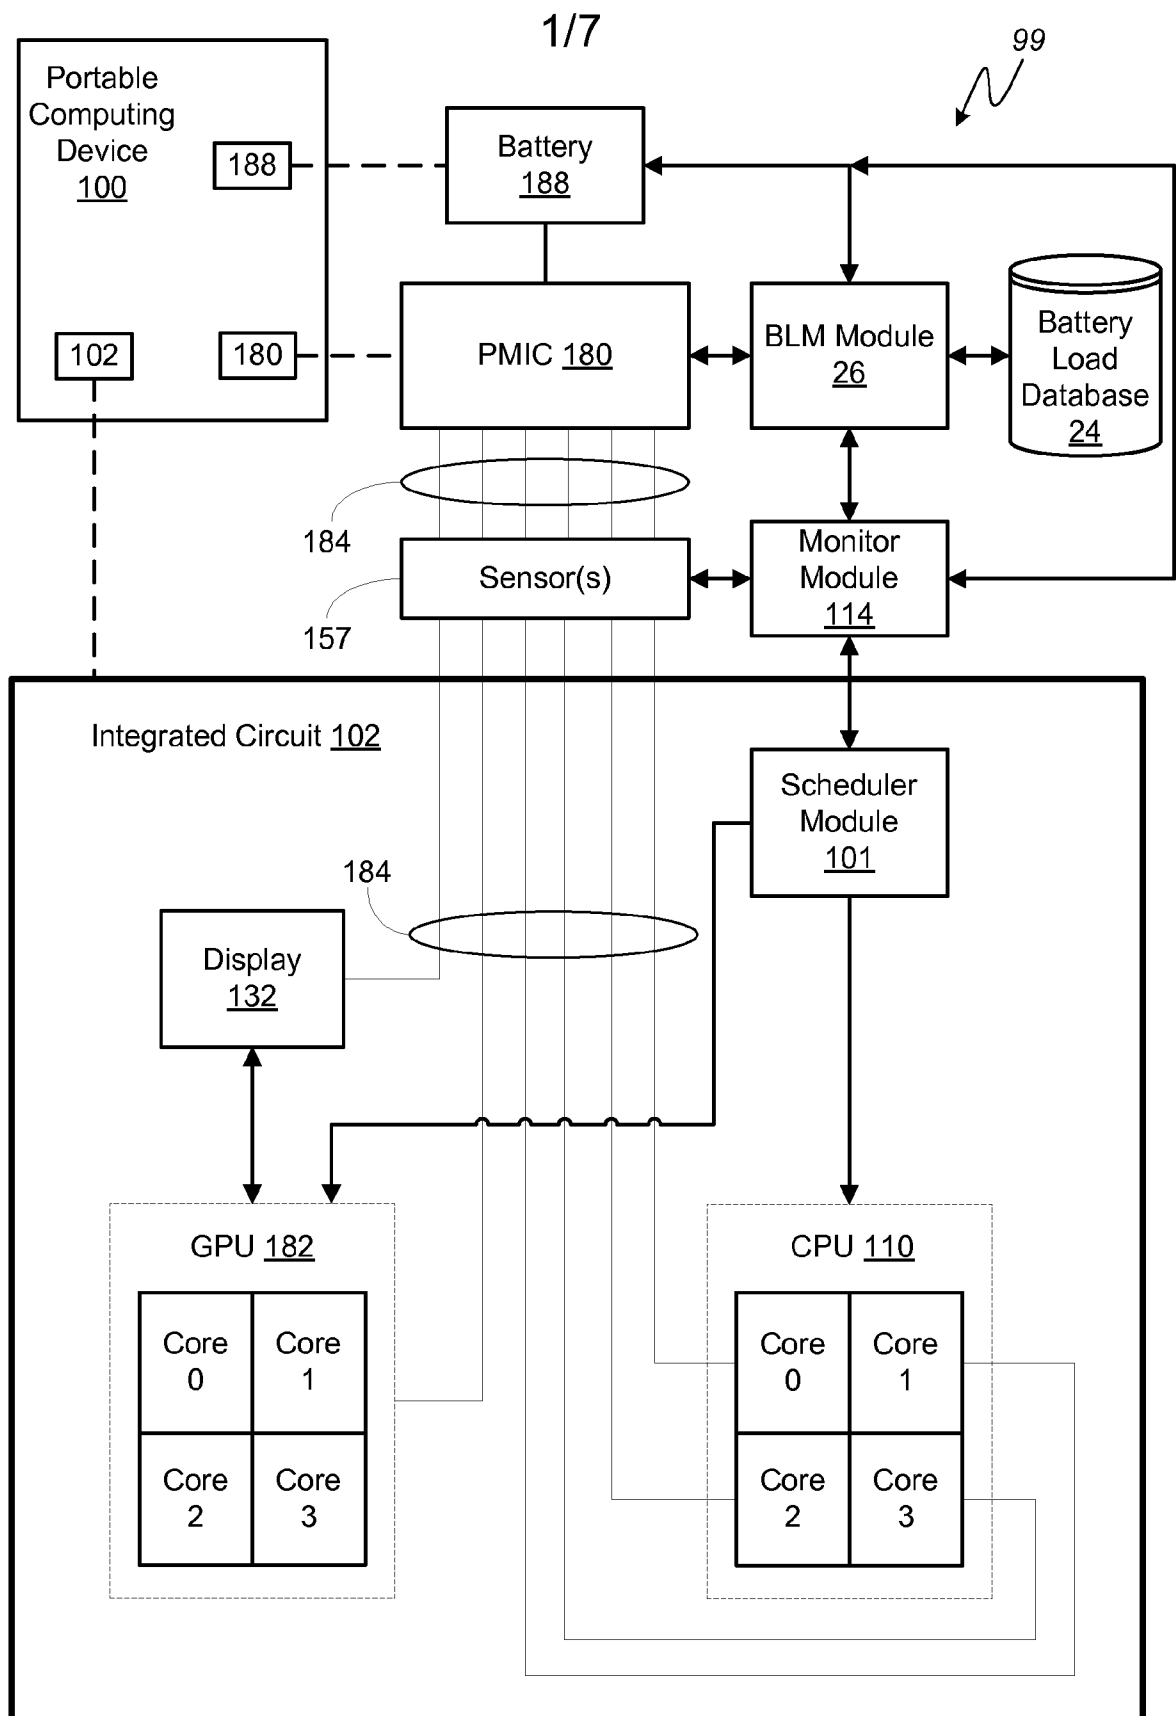 1/7
99
Portable
Computing
Device
100
188
102
180
Battery
188
PMIC 180
BLM Module
26
Battery
Load
Database
24
184
Sensor(s)
157
Monitor
Module
114
Integrated Circuit 102
Scheduler
Module
101
184
Display
132
GPU 182
Core
0
Core
1
Core
2
Core
3
CPU 110
Core
0
Core
1
Core
2
Core
3